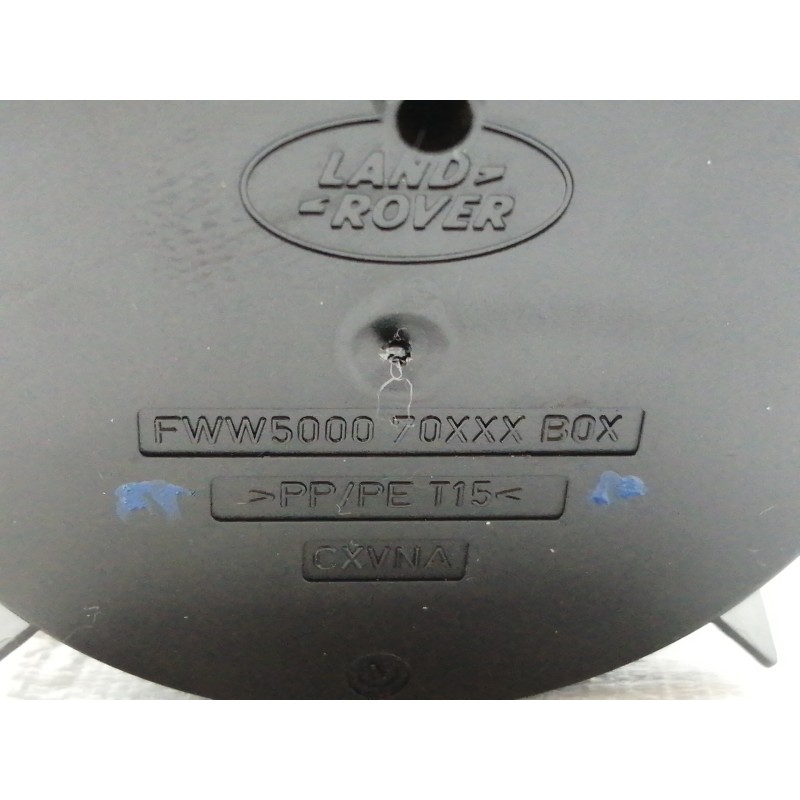 LAND
ROVER
FWW5000 70XXX BOX
>PP/PE T15<
CXVNA